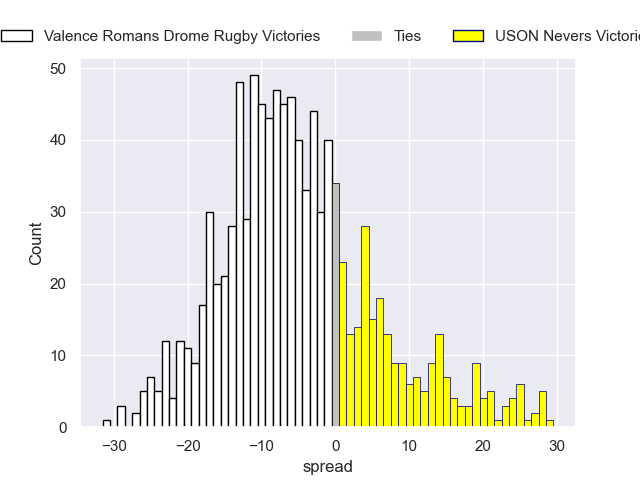 Valence Romans Drome Rugby Victories Ties USON Nevers Victorie
50
40
30
20
10
0
Count
−30 −20 −10 0 10 20 30
spread